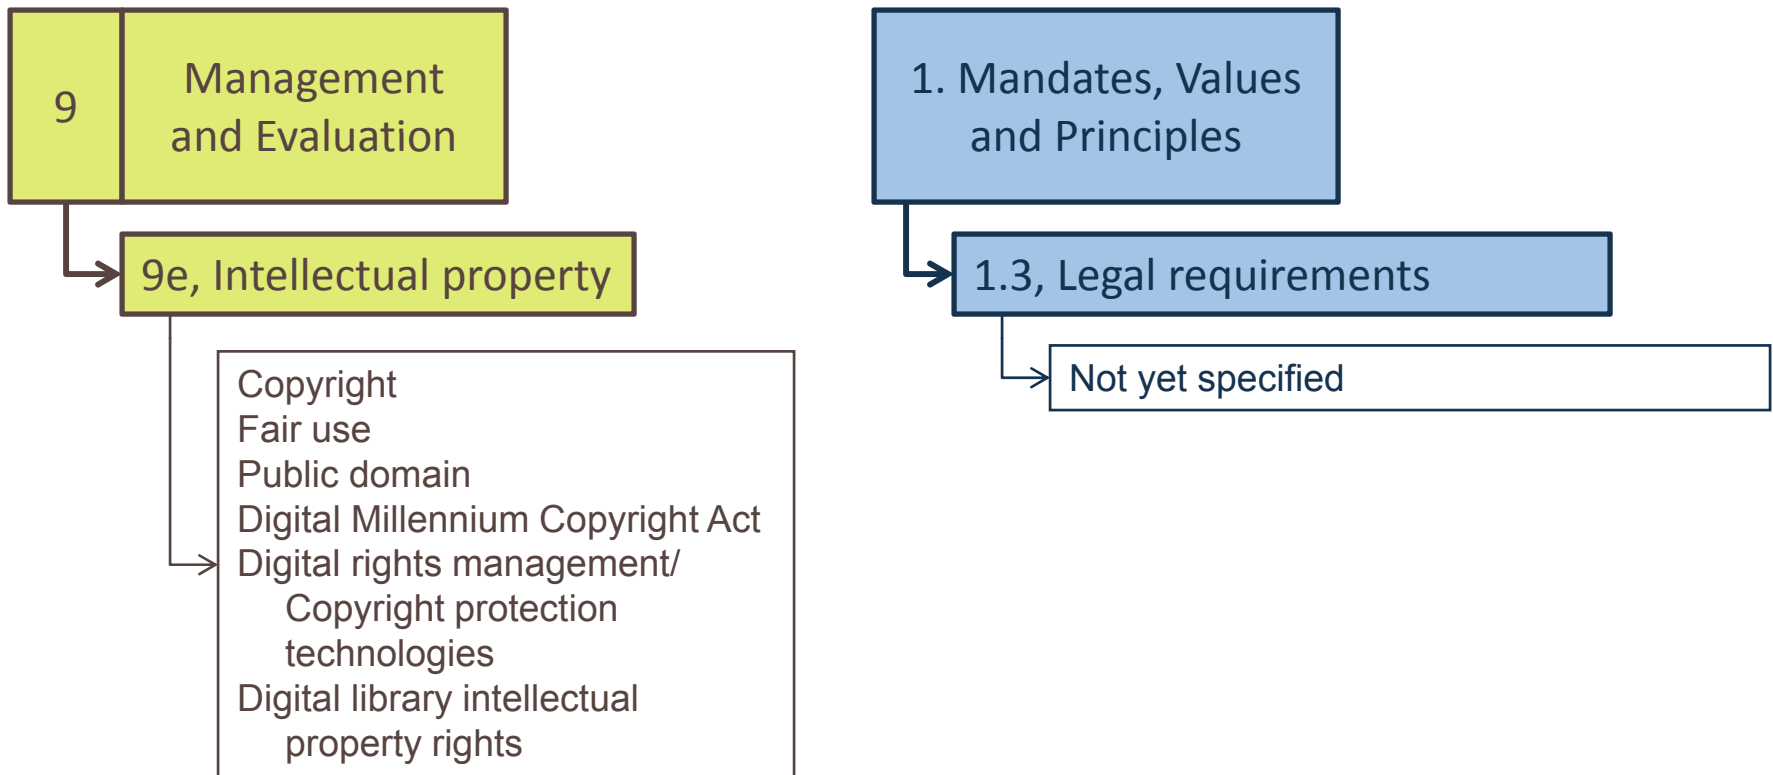 9
Management
and Evaluation
9e, Intellectual property
Copyright
Fair use
Public domain
Digital Millennium Copyright Act
Digital rights management/
Copyright protection
technologies
Digital library intellectual
property rights
1. Mandates, Values
and Principles
1.3, Legal requirements
Not yet specified